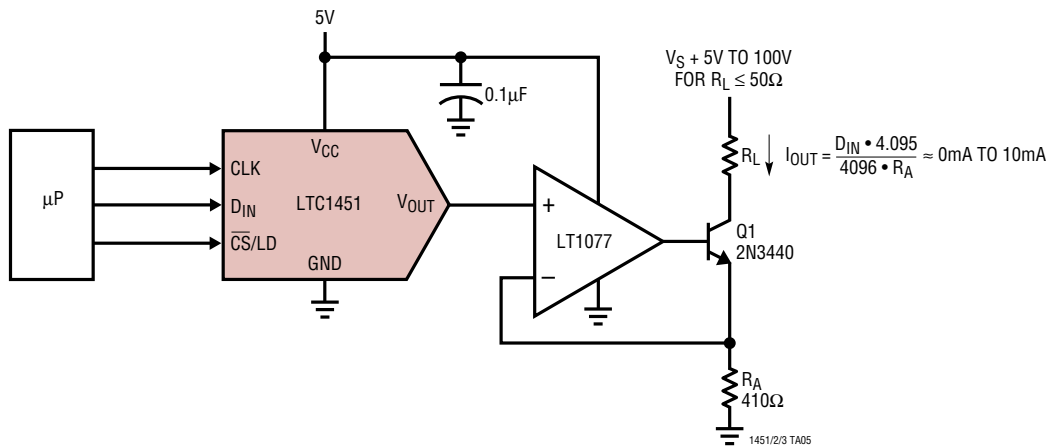 5V
0.1µF
V_S + 5V TO 100V
FOR R_L ≤ 50Ω
R_L
I_OUT = D_IN • 4.095 / 4096 • R_A ≈ 0mA TO 10mA
µP
CLK
D_IN
C̅S̅/LD
V_CC
LTC1451
GND
V_OUT
+
LT1077
−
Q1
2N3440
R_A
410Ω
1451/2/3 TA05